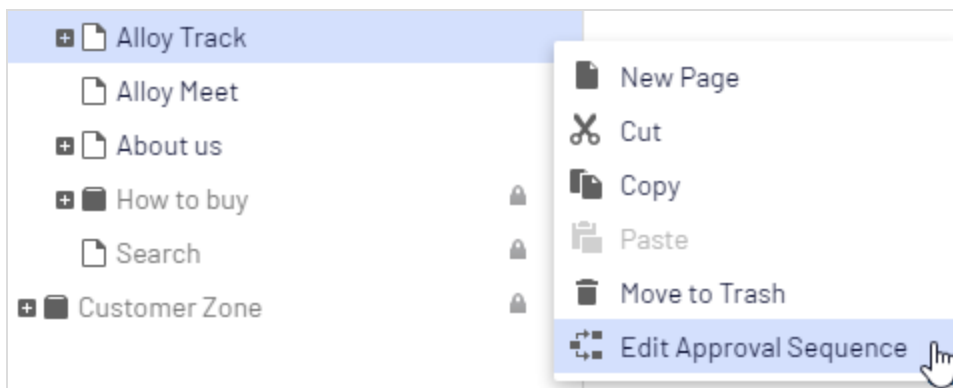 Alloy Track
Alloy Meet
About us
How to buy
Search
Customer Zone
New Page
Cut
Copy
Paste
Move to Trash
Edit Approval Sequence